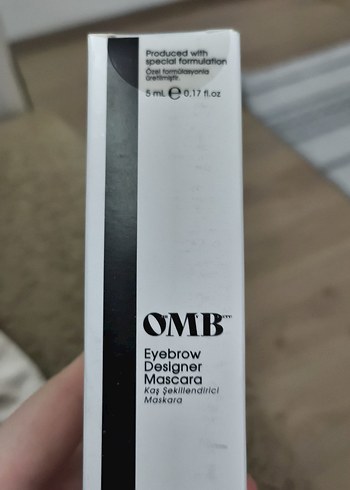 Produced with
special formulation
Özel formülasyonla
üretilmiştir.
5 mL ℮ 0.17 fl.oz
OMB
Eyebrow
Designer
Mascara
Kaş Şekillendirici
Maskara